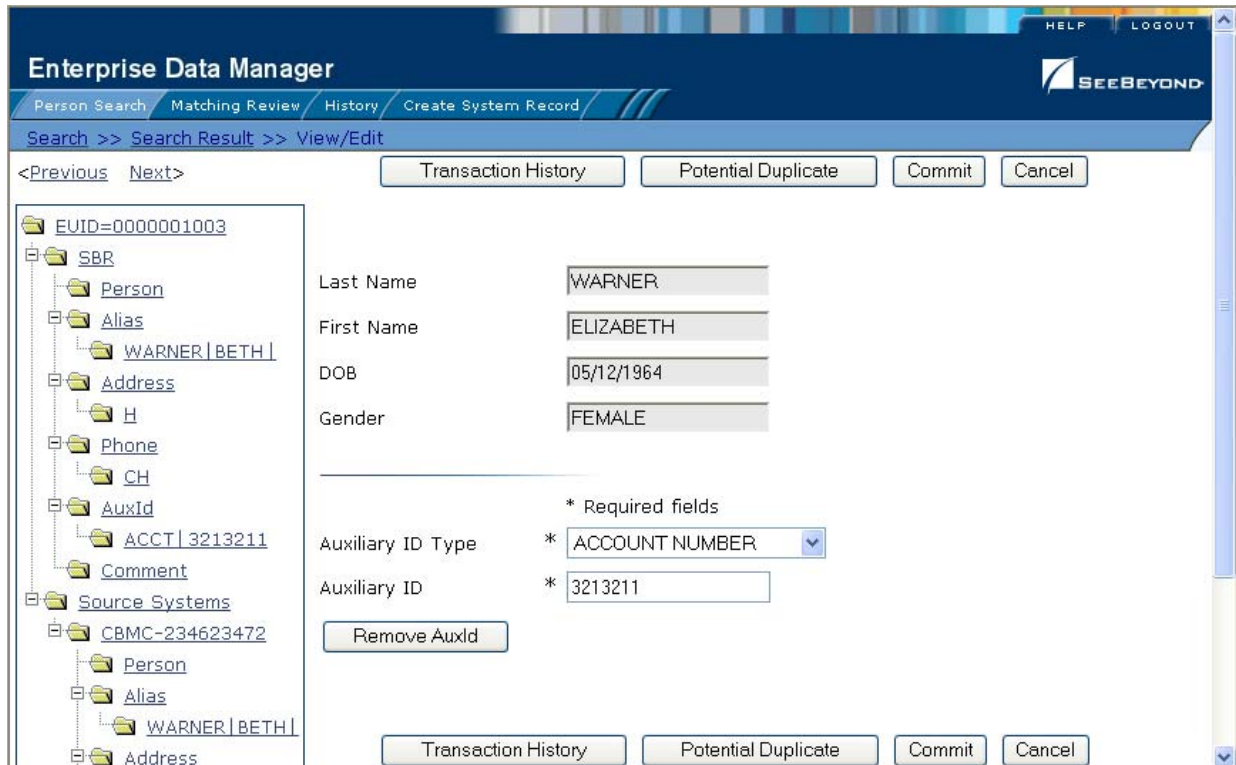 HELP LOGOUT
Enterprise Data Manager
SEEBEYOND
Person Search Matching Review History Create System Record
Search >> Search Result >> View/Edit
<Previous Next>
Transaction History Potential Duplicate Commit Cancel
EUID=0000001003
SBR
Person
Alias
WARNER|BETH|
Address
H
Phone
CH
AuxId
ACCT|3213211
Comment
Source Systems
CBMC-234623472
Person
Alias
WARNER|BETH|
Address
Last Name WARNER
First Name ELIZABETH
DOB 05/12/1964
Gender FEMALE
* Required fields
Auxiliary ID Type * ACCOUNT NUMBER
Auxiliary ID * 3213211
Remove AuxId
Transaction History Potential Duplicate Commit Cancel